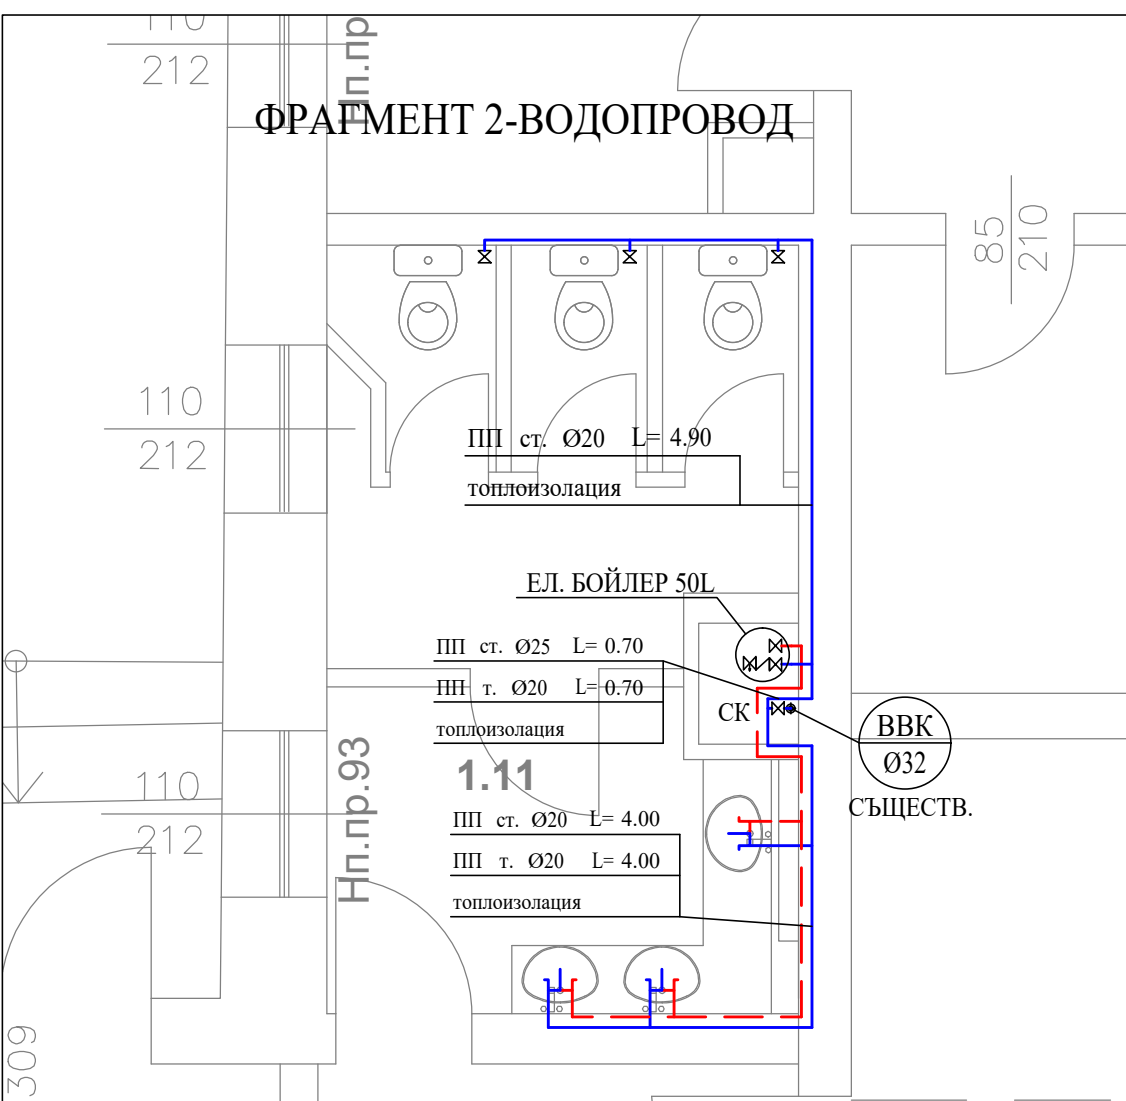 110
212
Нп.пр
ФРАГМЕНТ 2-ВОДОПРОВОД
85
210
110
212
ПП ст. Ø20 L= 4.90
топлоизолация
ЕЛ. БОЙЛЕР 50L
ПП ст. Ø25 L= 0.70
ПП т. Ø20 L= 0.70
топлоизолация
СК
ВВК
Ø32
СЪЩЕСТВ.
1.11
110
212
Нп.пр.93
ПП ст. Ø20 L= 4.00
ПП т. Ø20 L= 4.00
топлоизолация
309